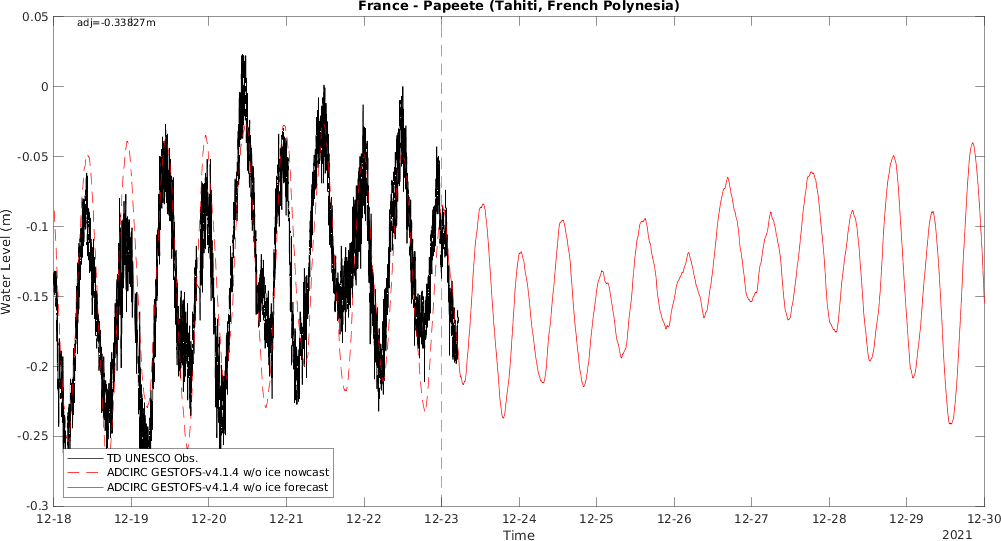 France - Papeete (Tahiti, French Polynesia)
adj=-0.33827m
0.05
0
-0.05
-0.1
-0.15
-0.2
-0.25
-0.3
Water Level (m)
TD UNESCO Obs.
ADCIRC GESTOFS-v4.1.4 w/o ice nowcast
ADCIRC GESTOFS-v4.1.4 w/o ice forecast
12-18 12-19 12-20 12-21 12-22 12-23 12-24 12-25 12-26 12-27 12-28 12-29 12-30
Time
2021